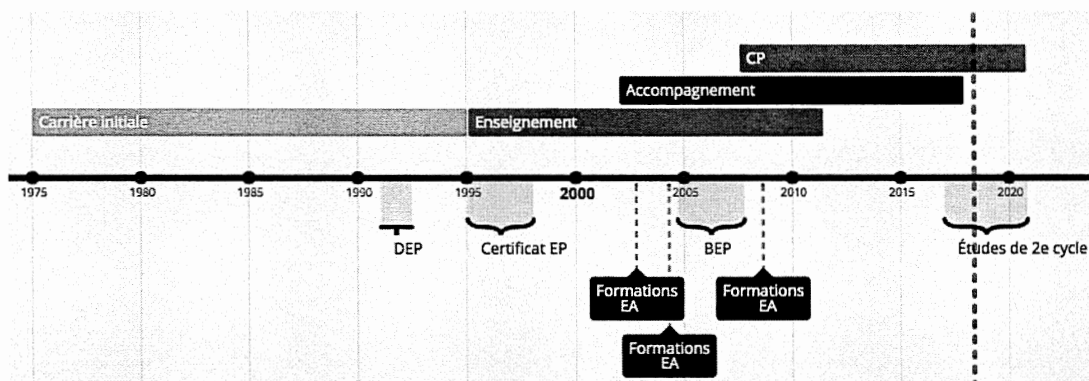 CP
Accompagnement
Carrière initiale
Enseignement
1975
1980
1985
1990
1995
2000
2005
2010
2015
2020
DEP
Certificat EP
BEP
Études de 2e cycle
Formations
EA
Formations
EA
Formations
EA